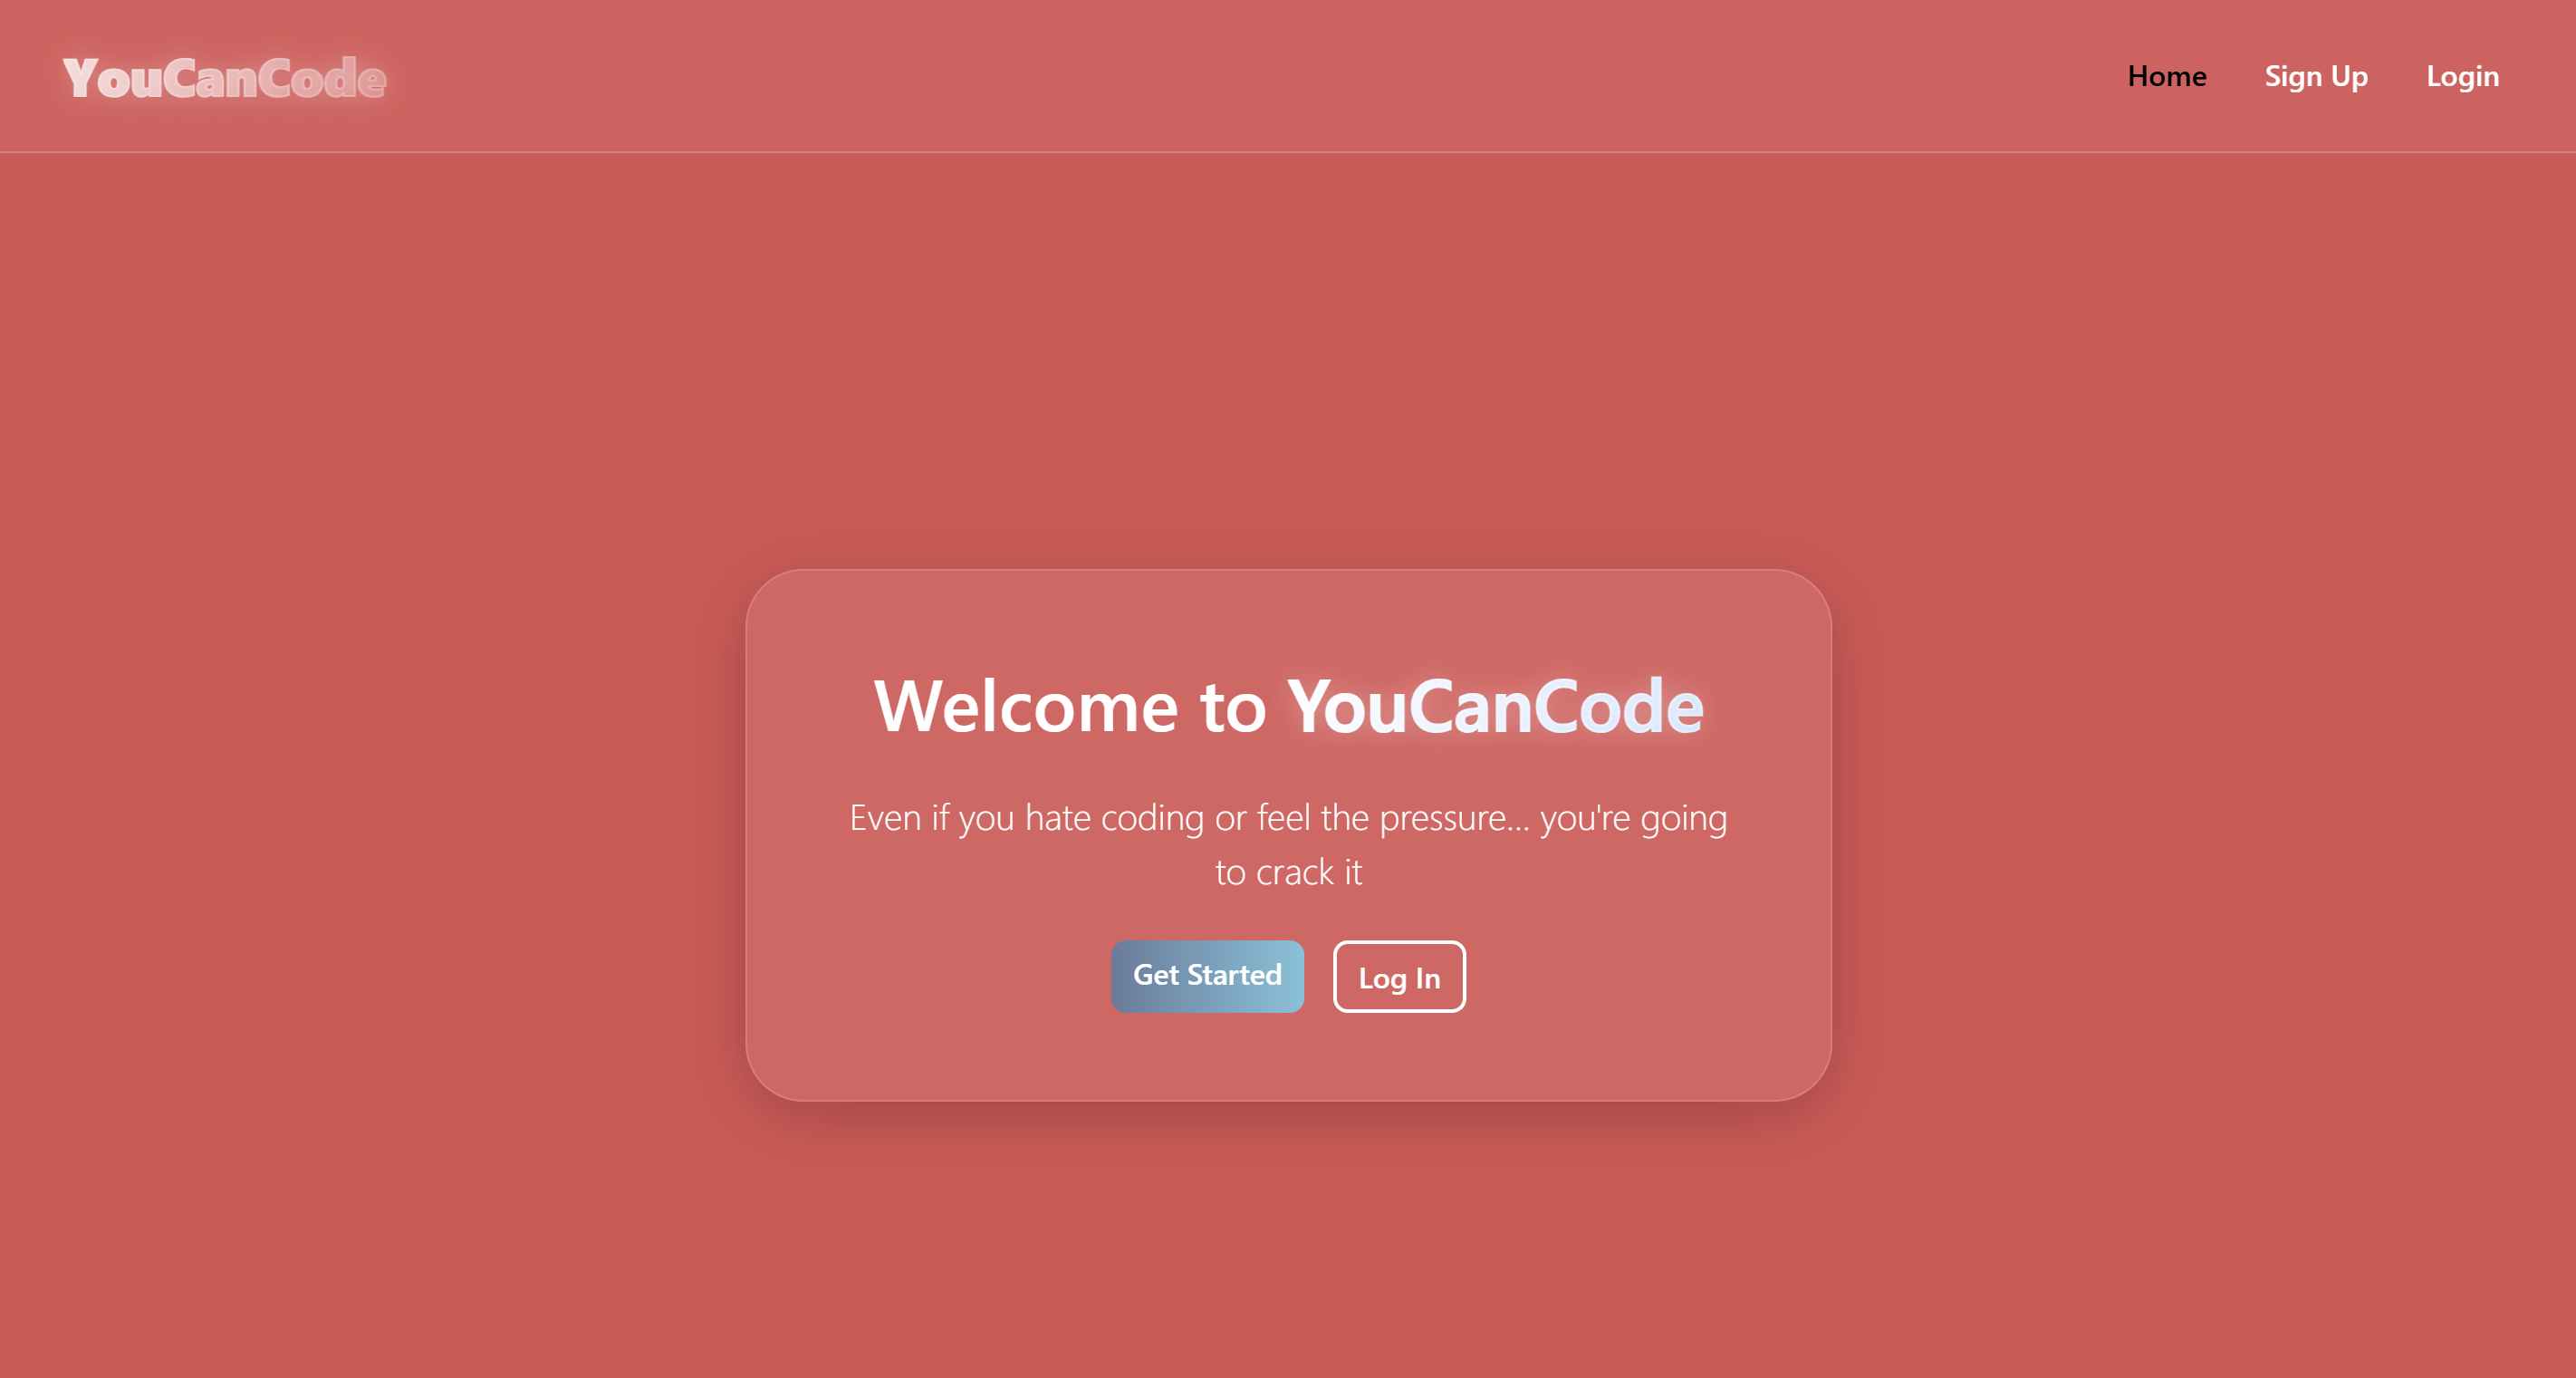 YouCanCode
Home Sign Up Login
Welcome to YouCanCode
Even if you hate coding or feel the pressure... you're going
to crack it
Get Started Log In